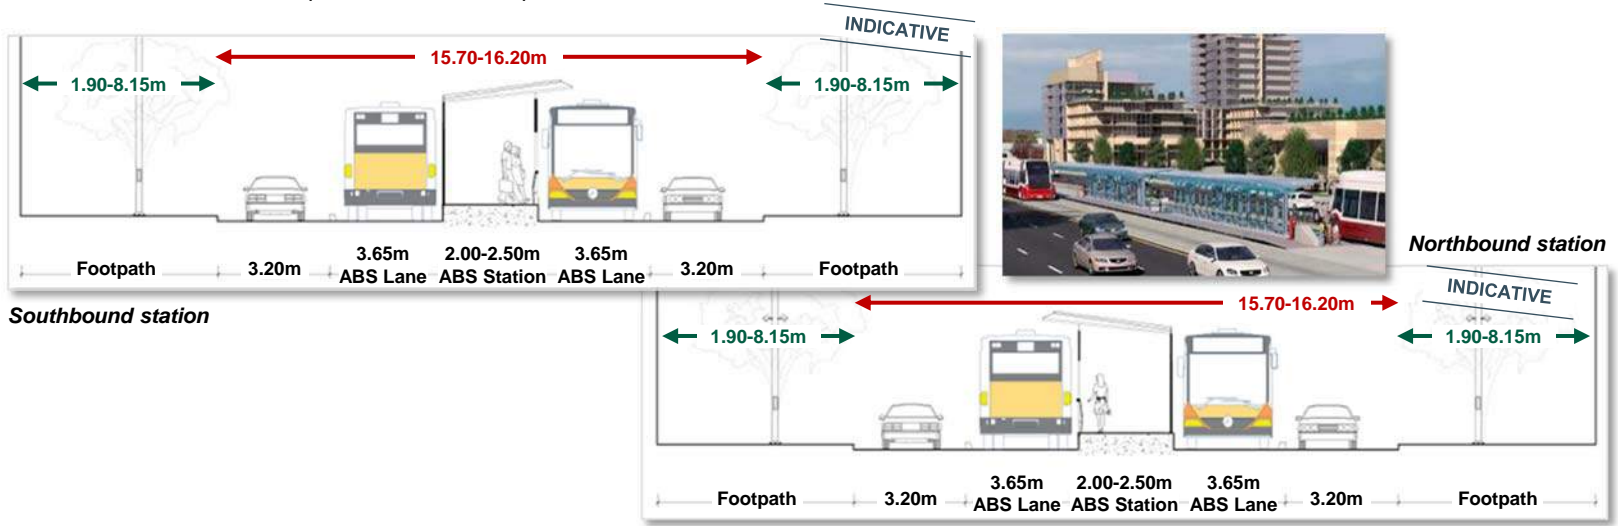 INDICATIVE
15.70-16.20m
1.90-8.15m
1.90-8.15m
Footpath
3.20m
3.65m
ABS Lane
2.00-2.50m
ABS Station
3.65m
ABS Lane
3.20m
Footpath
Southbound station
Northbound station
INDICATIVE
15.70-16.20m
1.90-8.15m
1.90-8.15m
Footpath
3.20m
3.65m
ABS Lane
2.00-2.50m
ABS Station
3.65m
ABS Lane
3.20m
Footpath